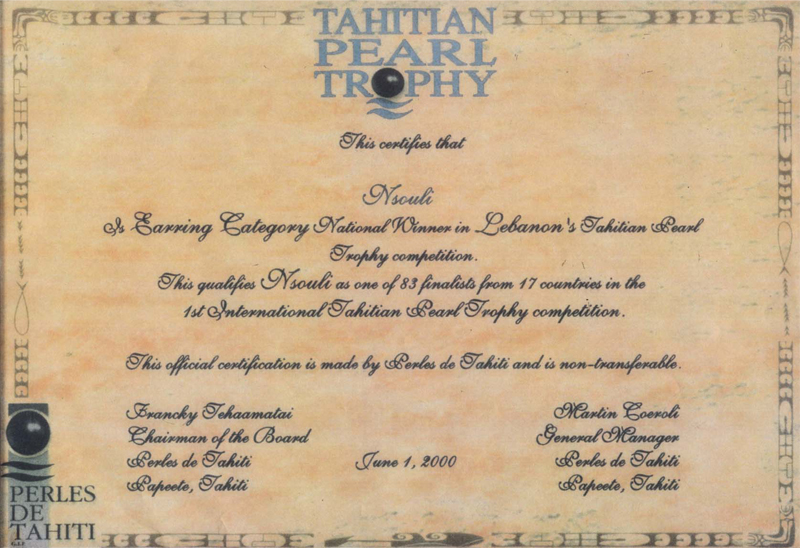 TAHITIAN
PEARL
TROPHY
This certifies that
Nsouli
Is Earring Category National Winner in Lebanon's Tahitian Pearl
Trophy competition.
This qualifies Nsouli as one of 83 finalists from 17 countries in the
1st International Tahitian Pearl Trophy competition.
This official certification is made by Perles de Tahiti and is non-transferable.
Francky Tehaamatai
Chairman of the Board
Perles de Tahiti
Papeete, Tahiti
June 1, 2000
Martin Coeroli
General Manager
Perles de Tahiti
Papeete, Tahiti
PERLES
DE
TAHITI